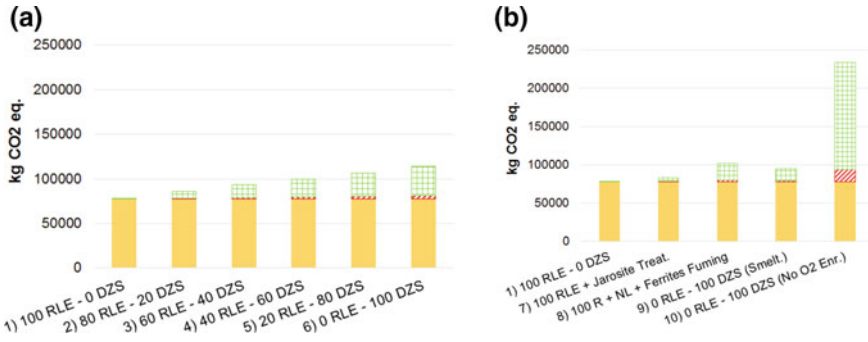 (a)
250000
200000
150000
100000
50000
0
kg CO2 eq.
1) 100 RLE - 0 DZS
2) 80 RLE - 20 DZS
3) 60 RLE - 40 DZS
4) 40 RLE - 60 DZS
5) 20 RLE - 80 DZS
6) 0 RLE - 100 DZS
(b)
250000
200000
150000
100000
50000
0
kg CO2 eq.
1) 100 RLE - 0 DZS
7) 100 RLE + Jarosite Treat.
8) 100 R + NL + Ferrites Fuming
9) 0 RLE - 100 DZS (Smelt.)
10) 0 RLE - 100 DZS (No O2 Enr.)